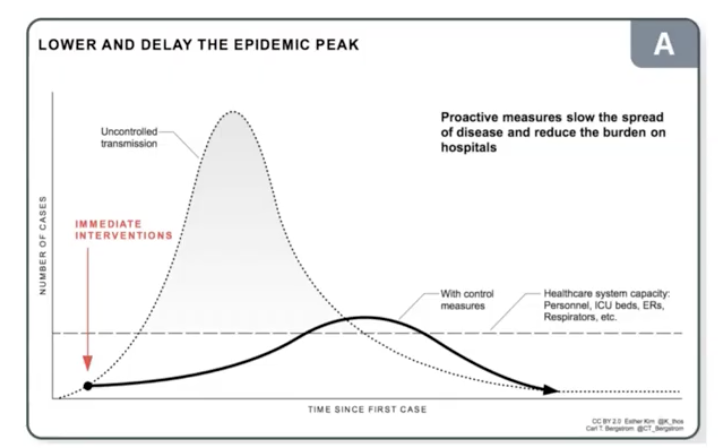 LOWER AND DELAY THE EPIDEMIC PEAK
A
Proactive measures slow the spread
of disease and reduce the burden on
hospitals
Uncontrolled
transmission
IMMEDIATE
INTERVENTIONS
NUMBER OF CASES
With control
measures
Healthcare system capacity:
Personnel, ICU beds, ERs,
Respirators, etc.
TIME SINCE FIRST CASE
CC BY 2.0 Esther Kim @K_thos
Carl T. Bergstrom @CT_Bergstrom